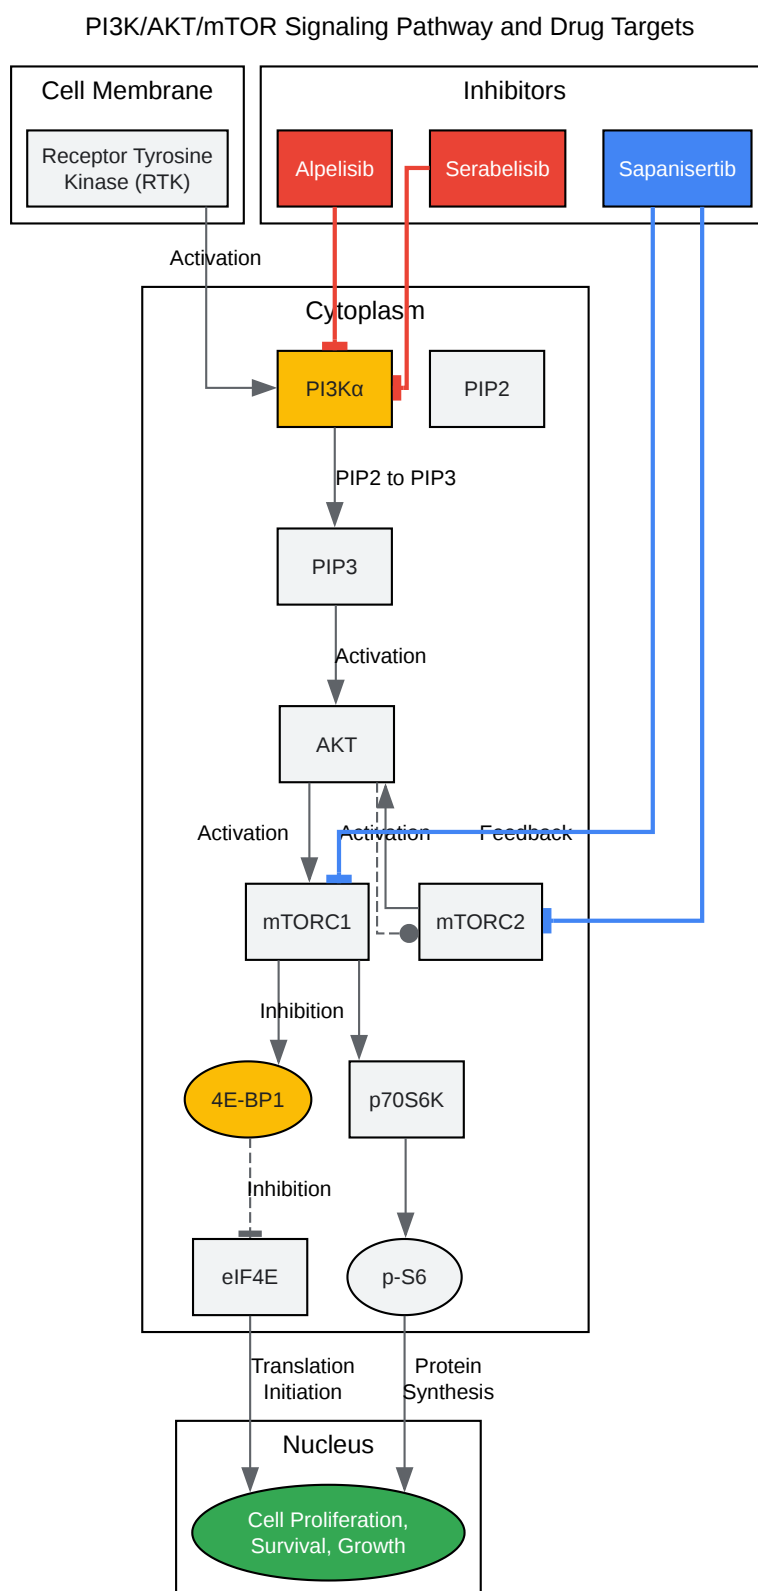 PI3K/AKT/mTOR Signaling Pathway and Drug Targets
Cell Membrane
Inhibitors
Receptor Tyrosine
Kinase (RTK)
Alpelisib
Serabelisib
Sapanisertib
Activation
Cytoplasm
PI3Kα
PIP2
PIP2 to PIP3
PIP3
Activation
AKT
Activation
Activation
Feedback
mTORC1
mTORC2
Inhibition
4E-BP1
p70S6K
Inhibition
eIF4E
p-S6
Translation
Initiation
Protein
Synthesis
Nucleus
Cell Proliferation,
Survival, Growth